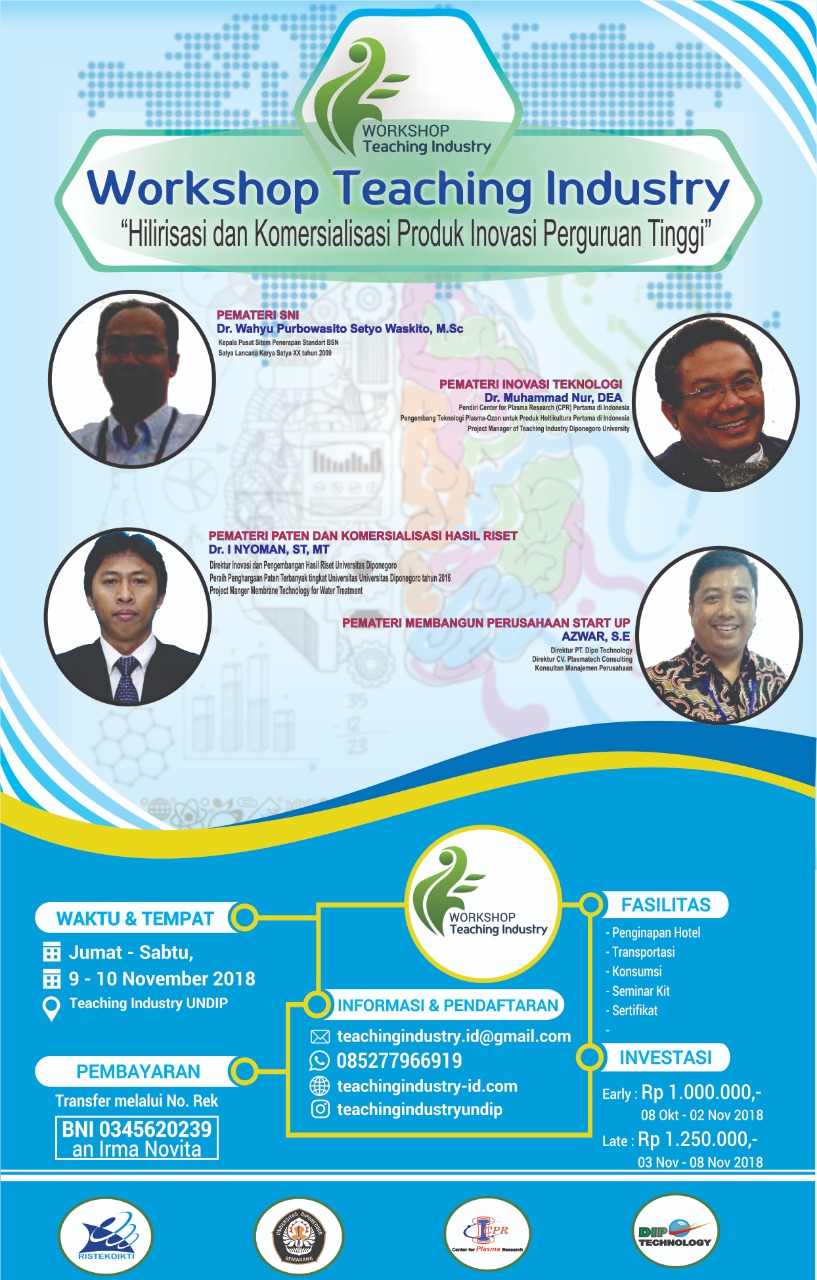 WORKSHOP
Teaching Industry
Workshop Teaching Industry
“Hilirisasi dan Komersialisasi Produk Inovasi Perguruan Tinggi”
PEMATERI SNI
Dr. Wahyu Purbowasito Setyo Waskito, M.Sc
Kepala Pusat Sitem Penerapan Standart BSN
Satya Lancana Karya Satya XX tahun 2009
PEMATERI INOVASI TEKNOLOGI
Dr. Muhammad Nur, DEA
Pendiri Center for Plasma Research (CPR) Pertama di Indonesia
Pengembang Teknologi Plasma-Ozon untuk Produk Holtikultura Pertama di Indonesia
Project Manager of Teaching Industry Diponegoro University
PEMATERI PATEN DAN KOMERSIALISASI HASIL RISET
Dr. I NYOMAN, ST, MT
Direktur Inovasi dan Pengembangan Hasil Riset Universitas Diponegoro
Peraih Penghargaan Paten Terbanyak tingkat Universitas Universitas Diponegoro tahun 2016
Project Manger Membrane Technology for Water Treatment
PEMATERI MEMBANGUN PERUSAHAAN START UP
AZWAR, S.E
Direktur PT. Dipo Technology
Direktur CV. Plasmatech Consulting
Konsultan Manajemen Perusahaan
35
12
23
WORKSHOP
Teaching Industry
WAKTU & TEMPAT
Jumat - Sabtu,
9 - 10 November 2018
Teaching Industry UNDIP
PEMBAYARAN
Transfer melalui No. Rek
BNI 0345620239
an Irma Novita
INFORMASI & PENDAFTARAN
teachingindustry.id@gmail.com
085277966919
teachingindustry-id.com
teachingindustryundip
FASILITAS
- Penginapan Hotel
- Transportasi
- Konsumsi
- Seminar Kit
- Sertifikat
-
INVESTASI
Early : Rp 1.000.000,-
08 Okt - 02 Nov 2018
Late : Rp 1.250.000,-
03 Nov - 08 Nov 2018
RISTEKDIKTI
UNIVERSITAS DIPONEGORO
SEMARANG
CPR
Center for Plasma Research
DIPO
TECHNOLOGY